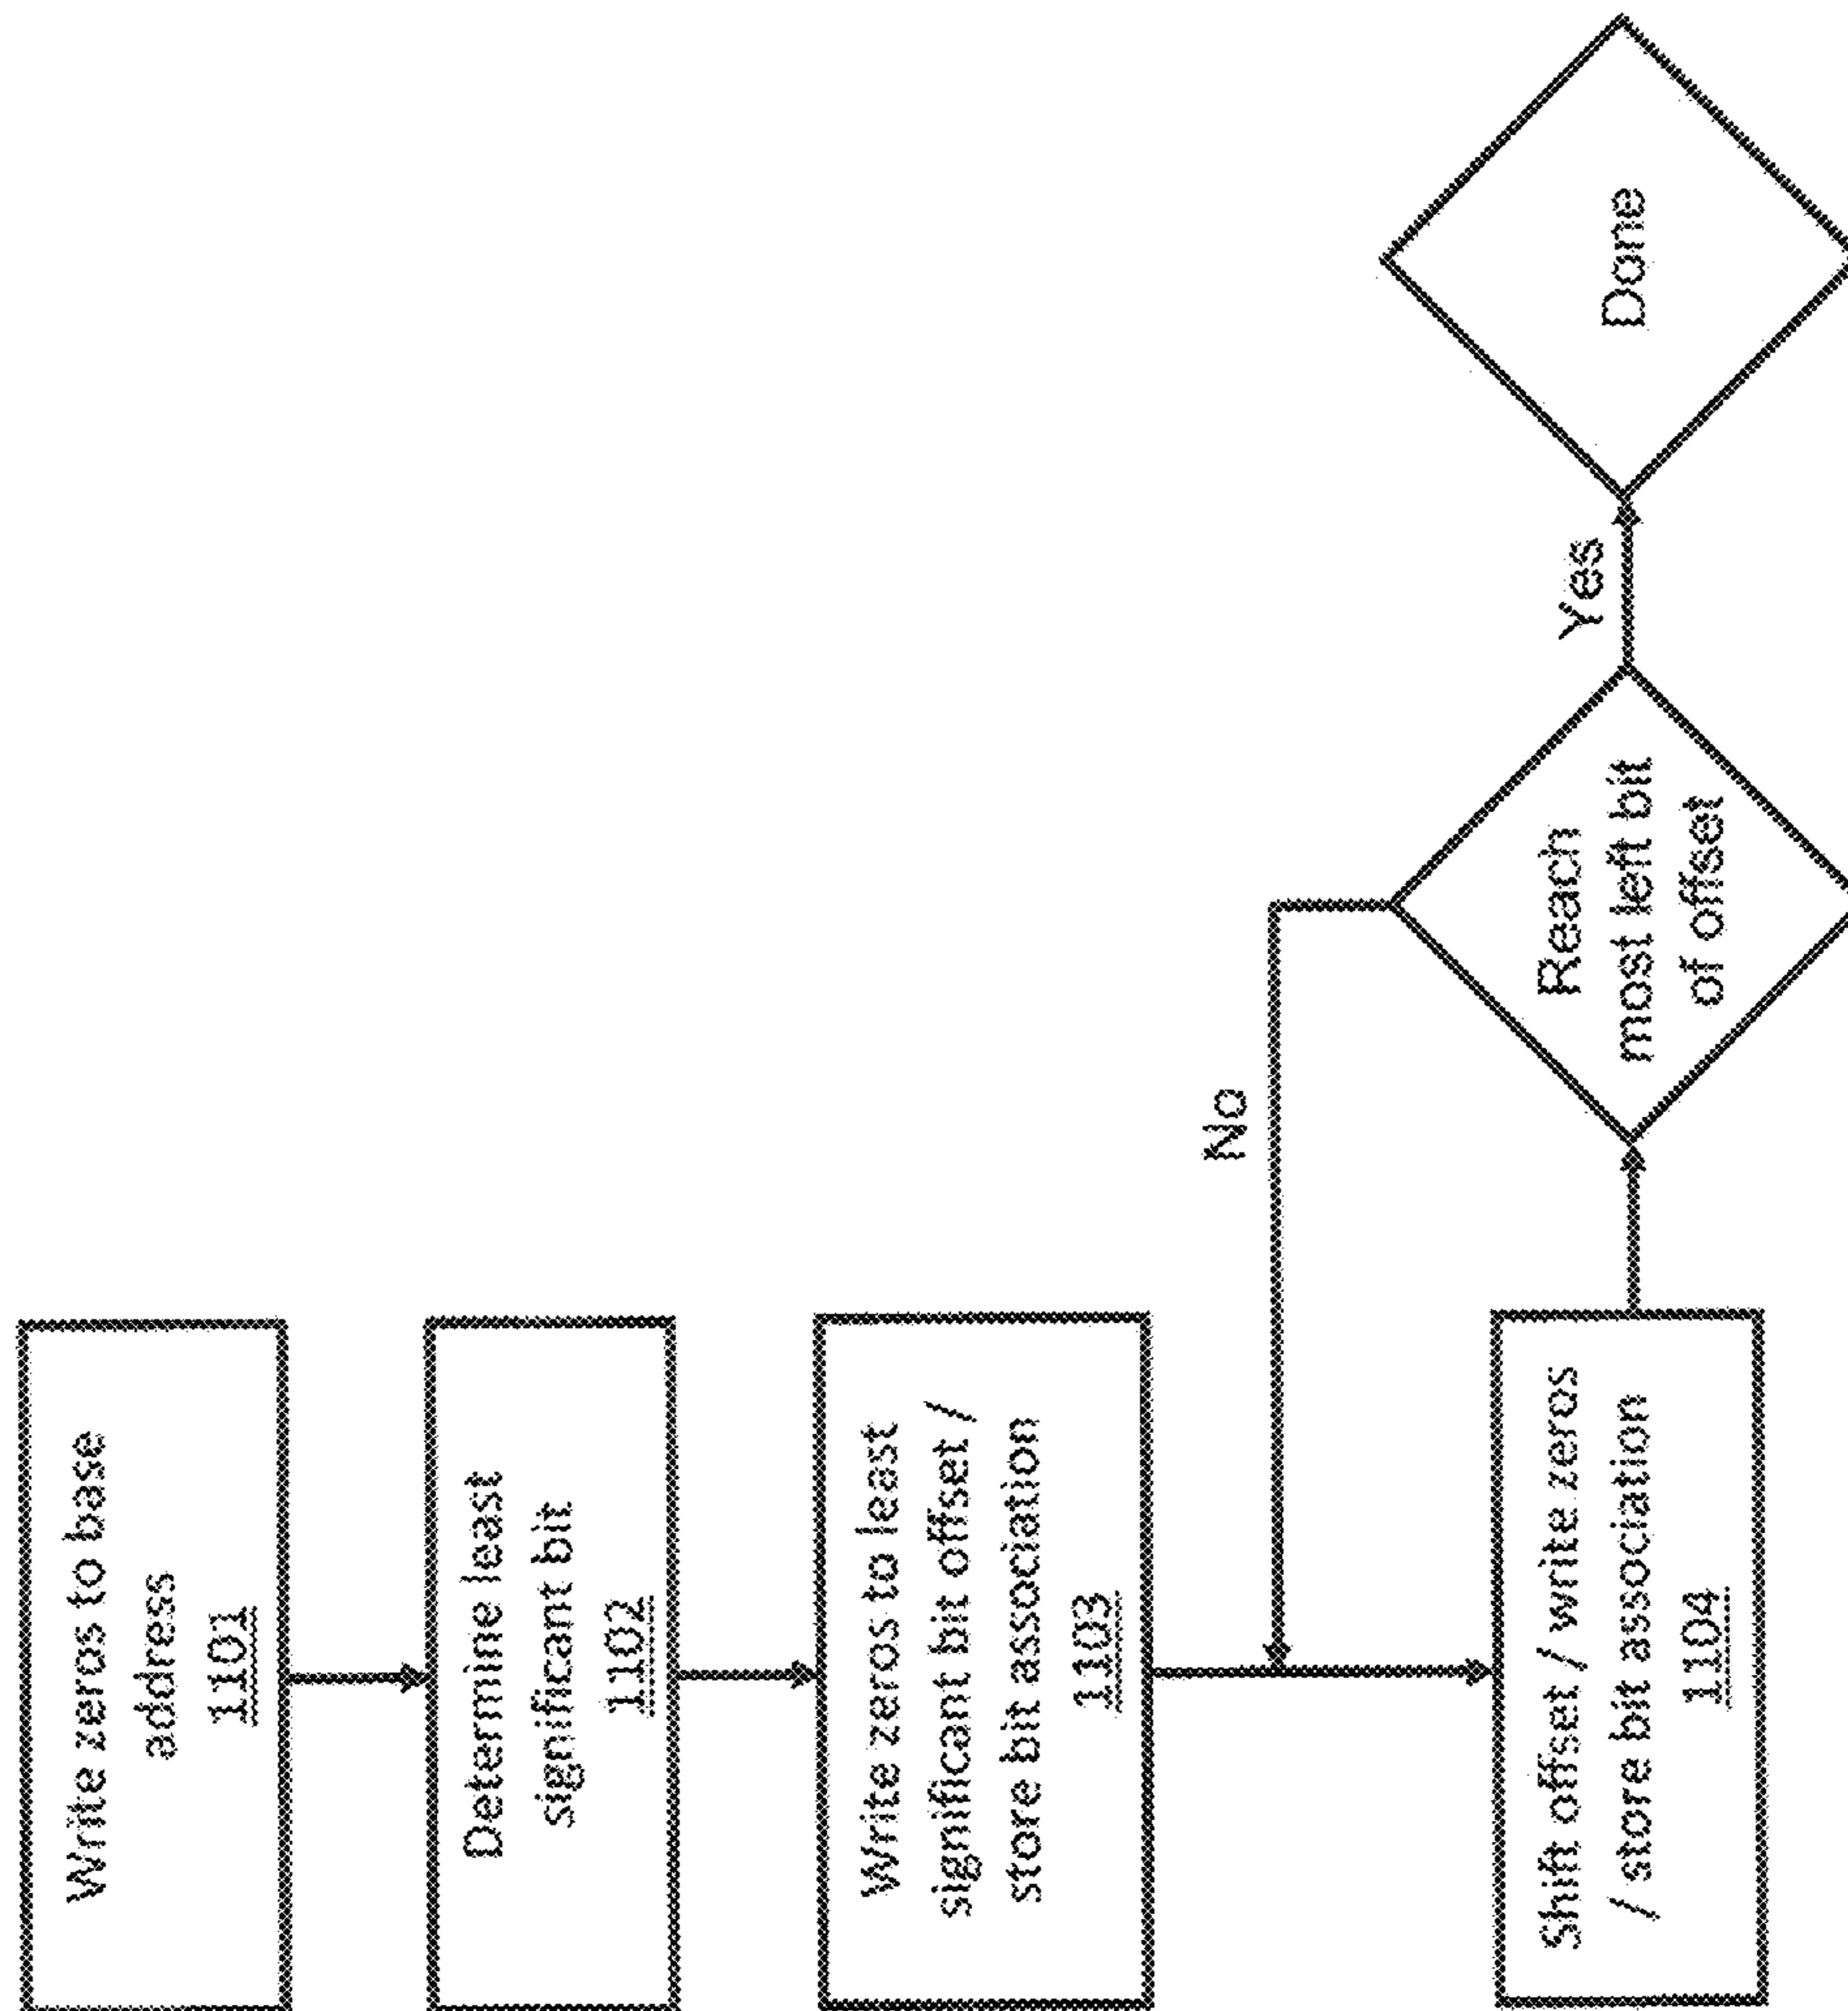 Write zeros to base
address
1101
Determine least
significant bit
1102
Write zeros to least
significant bit offset /
store bit association
1103
Shift offset / write zeros
/ store bit association
1104
No
Reach
most left bit
of offset
Yes
Done